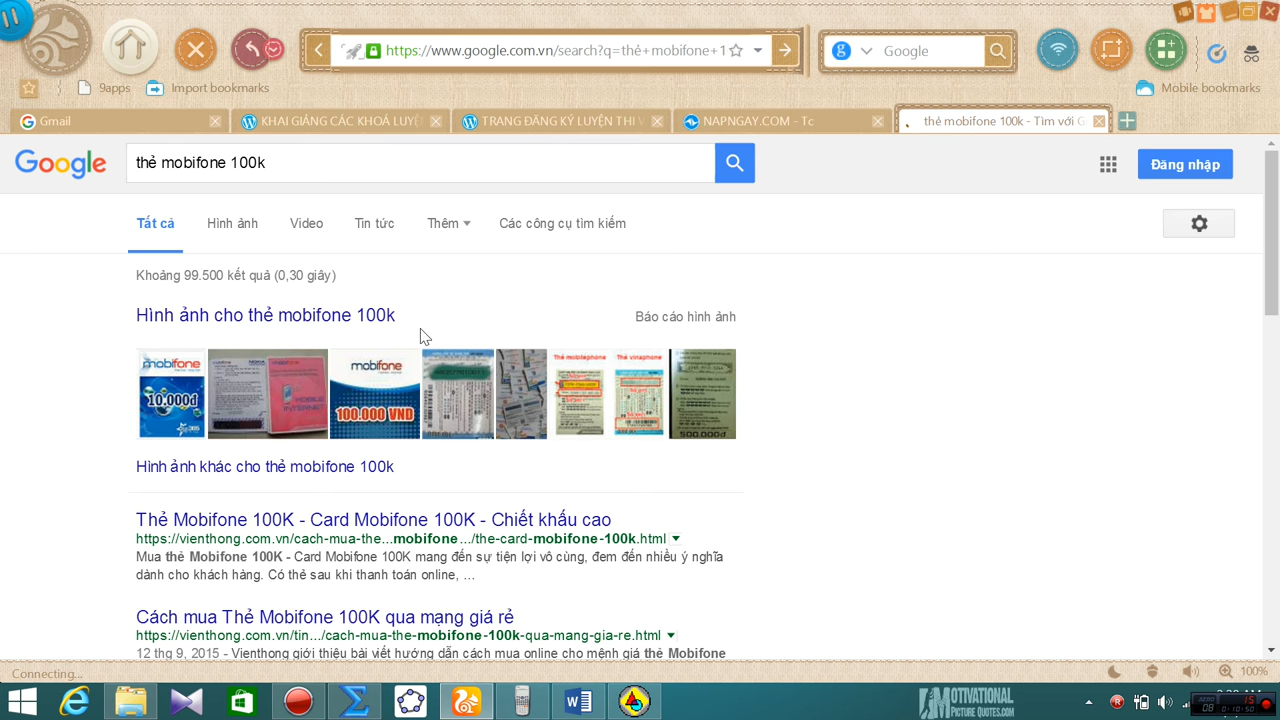 https://www.google.com.vn/search?q=thẻ+mobifone+1
Google
9apps
Import bookmarks
Mobile bookmarks
Gmail
KHAI GIẢNG CÁC KHOÁ LUYỆ
TRANG ĐĂNG KÝ LUYỆN THI V
NAPNGAY.COM - Tc
thẻ mobifone 100k - Tìm với G
Google
thẻ mobifone 100k
Đăng nhập
Tất cả
Hình ảnh
Video
Tin tức
Thêm
Các công cụ tìm kiếm
Khoảng 99.500 kết quả (0,30 giây)
Hình ảnh cho thẻ mobifone 100k
Báo cáo hình ảnh
mobifone
10,000đ
MOBILE INTERNET
mobifone
100.000 VND
Thẻ mobilephone
Thẻ vinaphone
500.000đ
Hình ảnh khác cho thẻ mobifone 100k
Thẻ Mobifone 100K - Card Mobifone 100K - Chiết khấu cao
https://vienthong.com.vn/cach-mua-the...mobifone.../the-card-mobifone-100k.html
Mua thẻ Mobifone 100K - Card Mobifone 100K mang đến sự tiện lợi vô cùng, đem đến nhiều ý nghĩa
dành cho khách hàng. Có thẻ sau khi thanh toán online, ...
Cách mua Thẻ Mobifone 100K qua mạng giá rẻ
https://vienthong.com.vn/tin.../cach-mua-the-mobifone-100k-qua-mang-gia-re.html
12 thg 9, 2015 - Vienthong giới thiệu bài viết hướng dẫn cách mua online cho mệnh giá thẻ Mobifone
Connecting...
100%
MOTIVATIONAL
PICTURE QUOTES.COM